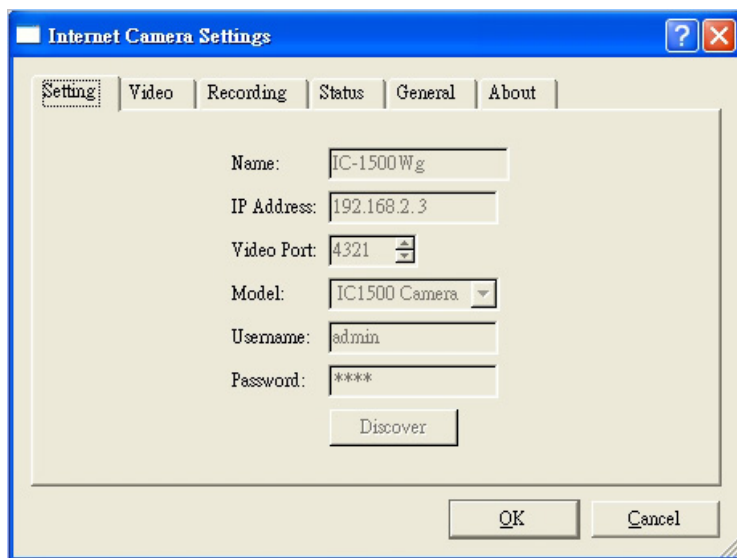 Internet Camera Settings
Setting Video Recording Status General About
Name: IC-1500Wg
IP Address: 192.168.2.3
Video Port: 4321
Model: IC1500 Camera
Username: admin
Password: ****
Discover
OK Cancel